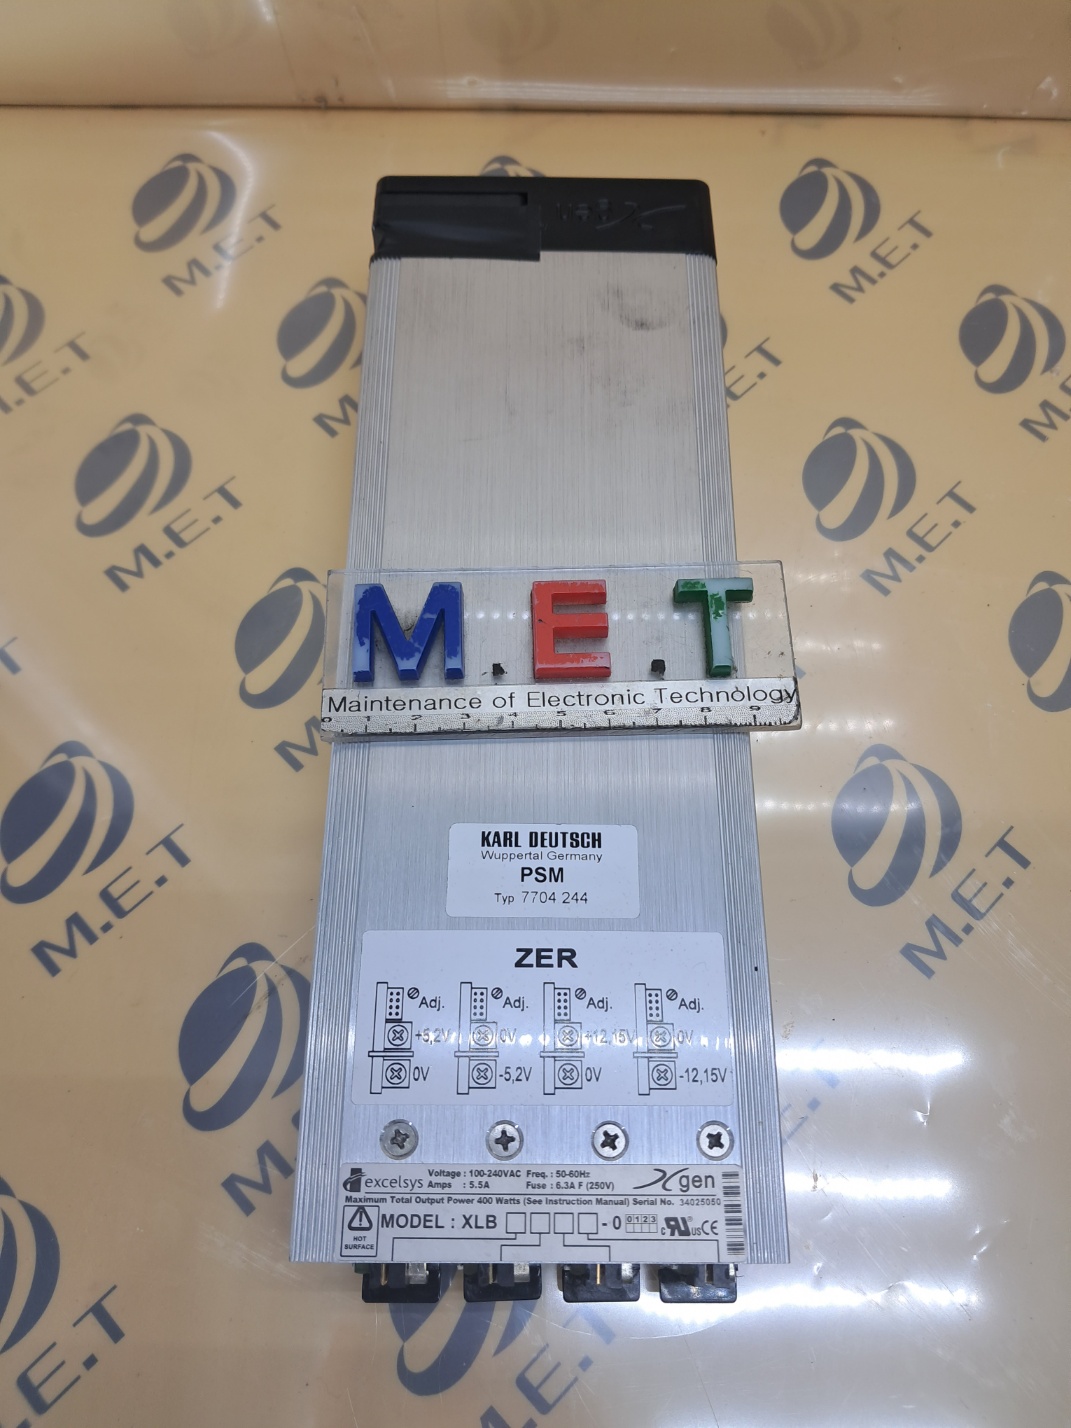 M.E.T
Maintenance of Electronic Technology
0 1 2 3 4 5 6 7 8 9
KARL DEUTSCH
Wuppertal Germany
PSM
Typ 7704 244
ZER
Adj. Adj. Adj. Adj.
+5,2V 0V +12,15V 0V
0V -5,2V 0V -12,15V
excelsys Voltage : 100-240VAC Freq. : 50-60Hz Xgen
Amps : 5.5A Fuse : 6.3A F (250V)
Maximum Total Output Power 400 Watts (See Instruction Manual) Serial No. 34025050
HOT
SURFACE
MODEL : XLB - 0 0 1 2 3 c RU us CE
M.E.T
M.E.T
M.E.T
M.E.T
M.E.T
M.E.T
M.E.T
M.E.T
M.E.T
M.E.T
M.E.T